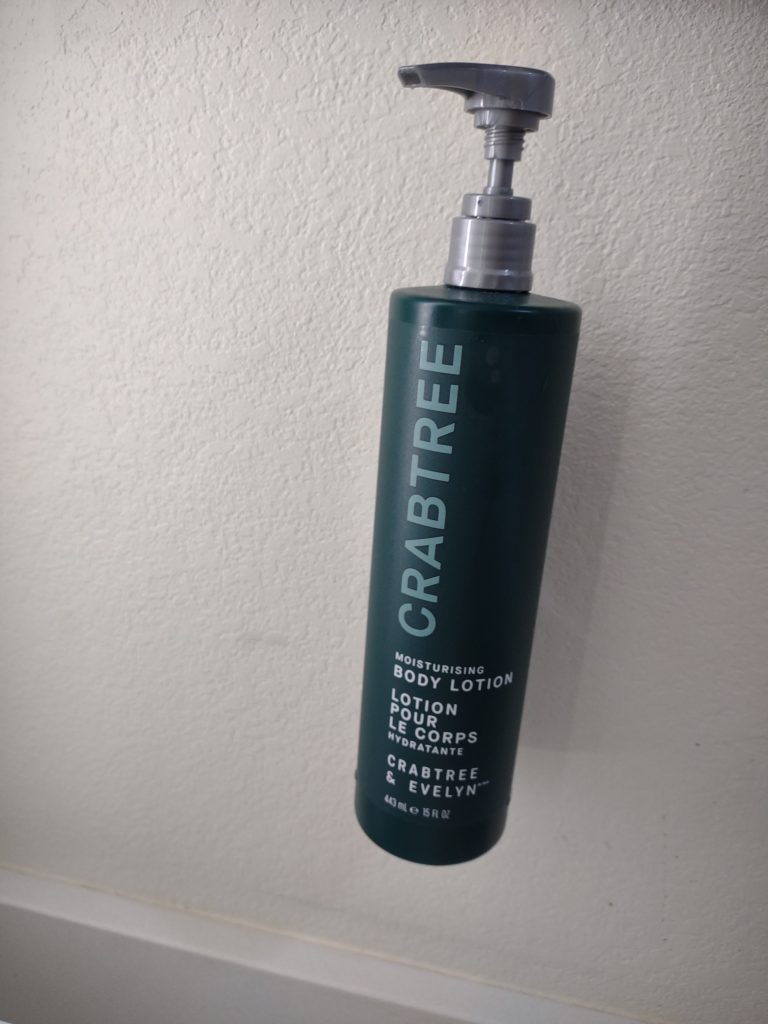 CRABTREE
MOISTURISING
BODY LOTION
LOTION
POUR
LE CORPS
HYDRATANTE
CRABTREE
& EVELYN
443 mL ℮ 15 FL OZ